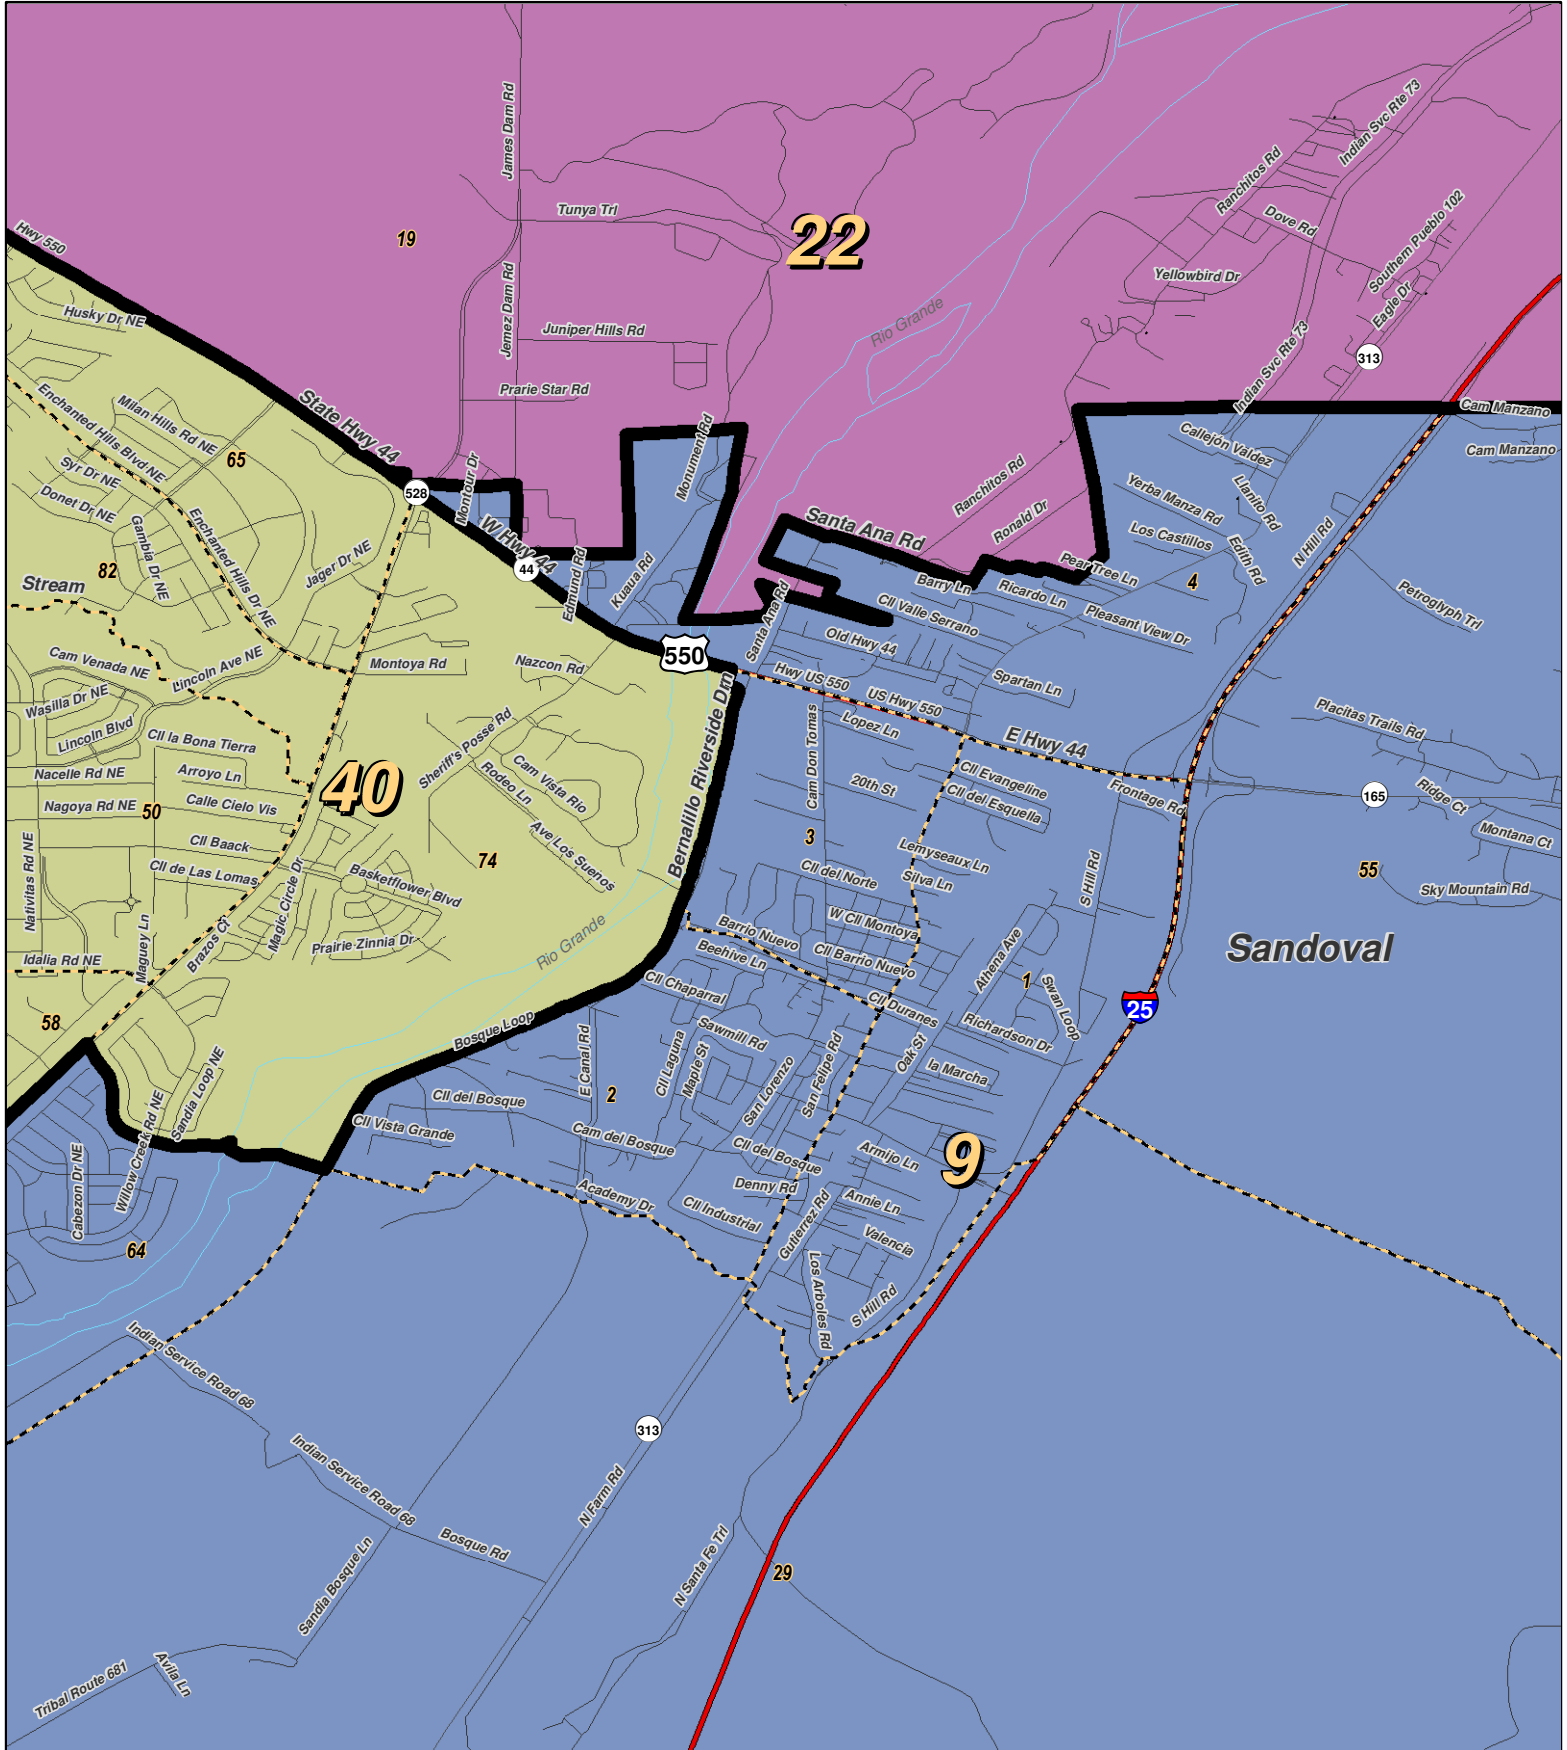 James Dam Rd
Indian Svc Rte 73
Ranchitos Rd
Tunya Trl
22
Dove Rd
Southern Pueblo 102
19
Hwy 550
Yellowbird Dr
Eagle Dr
Jemez Dam Rd
Husky Dr NE
Juniper Hills Rd
Rio Grande
313
Indian Svc Rte 73
Prarie Star Rd
Enchanted Hills Blvd NE
Milan Hills Rd NE
State Hwy 44
Cam Manzano
Callejón Valdez
Cam Manzano
65
Monument Rd
Syr Dr NE
Montour Dr
Ranchitos Rd
Yerba Manza Rd
Llanito Rd
528
Donet Dr NE
Enchanted Hills Dr NE
Gambia Dr NE
Santa Ana Rd
Ronald Dr
Los Castillos
N Hill Rd
W Hwy 44
Jager Dr NE
44
Edith Rd
82
Stream
Edmund Rd
Kuaua Rd
Pear Tree Ln
Barry Ln
4
Ricardo Ln
Petroglyph Trl
Cll Valle Serrano
Pleasant View Dr
Santa Ana Rd
Old Hwy 44
Cam Venada NE
Lincoln Ave NE
Montoya Rd
Nazcon Rd
550
Hwy US 550
Spartan Ln
Wasilla Dr NE
US Hwy 550
Lincoln Blvd
Lopez Ln
E Hwy 44
Placitas Trails Rd
Cll la Bona Tierra
Sheriff's Posse Rd
Bernalillo Riverside Drn
Cam Don Tomas
Nacelle Rd NE
Arroyo Ln
40
Rodeo Ln
Cam Vista Rio
20th St
Cll Evangeline
Cll del Esquella
Frontage Rd
165
Ridge Ct
Nagoya Rd NE
50
Calle Cielo Vis
Montana Ct
Cll Baack
Ave Los Suenos
3
Lemyseaux Ln
Nativitas Rd NE
Cll de Las Lomas
74
Basketflower Blvd
Cll del Norte
Silva Ln
S Hill Rd
55
Sky Mountain Rd
Magic Circle Dr
W Cll Montoya
Maguey Ln
Brazos Ct
Prairie Zinnia Dr
Rio Grande
Barrio Nuevo
Sandoval
Idalia Rd NE
Beehive Ln
Cll Barrio Nuevo
Athena Ave
1
Cll Chaparral
Swan Loop
25
58
Bosque Loop
Cll Duranes
Sawmill Rd
Richardson Dr
E Canal Rd
Cll Laguna
Maple St
San Felipe Rd
Oak St
la Marcha
Sandia Loop NE
San Lorenzo
Willow Creek Rd NE
2
Cll del Bosque
Cll Vista Grande
Cam del Bosque
Cll del Bosque
Armijo Ln
9
Cabezon Dr NE
Denny Rd
Academy Dr
Annie Ln
Cll Industrial
Gutierrez Rd
Valencia
64
Los Arboles Rd
S Hill Rd
Indian Service Road 68
313
Indian Service Road 68
N Farm Rd
Bosque Rd
29
N Santa Fe Trl
Sandia Bosque Ln
Avila Ln
Tribal Route 681